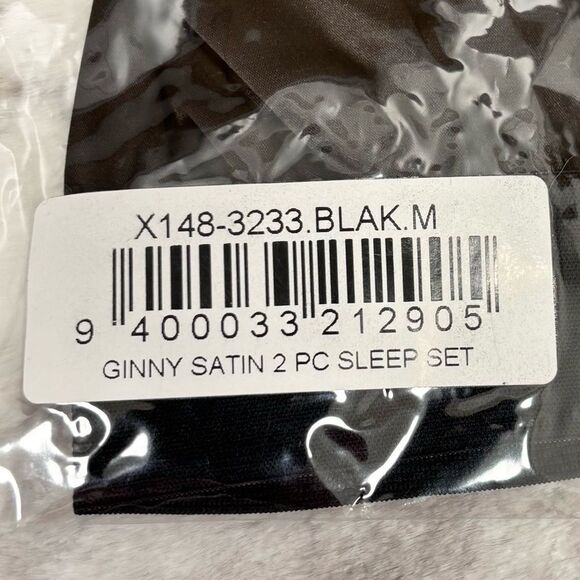 X148-3233.BLAK.M
9 400033 212905
GINNY SATIN 2 PC SLEEP SET